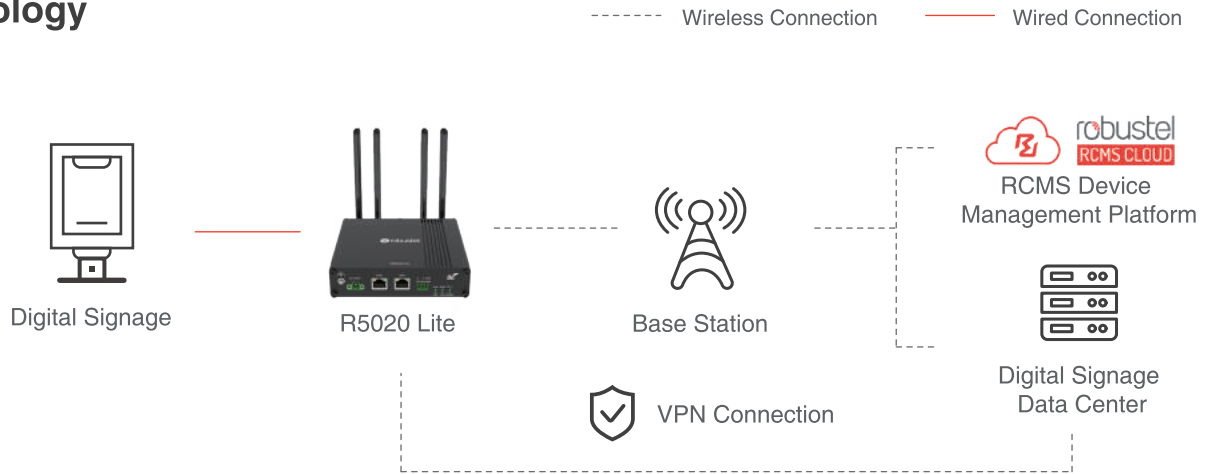 ology
Wireless Connection
Wired Connection
robustel
RCMS CLOUD
RCMS Device
Management Platform
Digital Signage
R5020 Lite
Base Station
Digital Signage
Data Center
VPN Connection